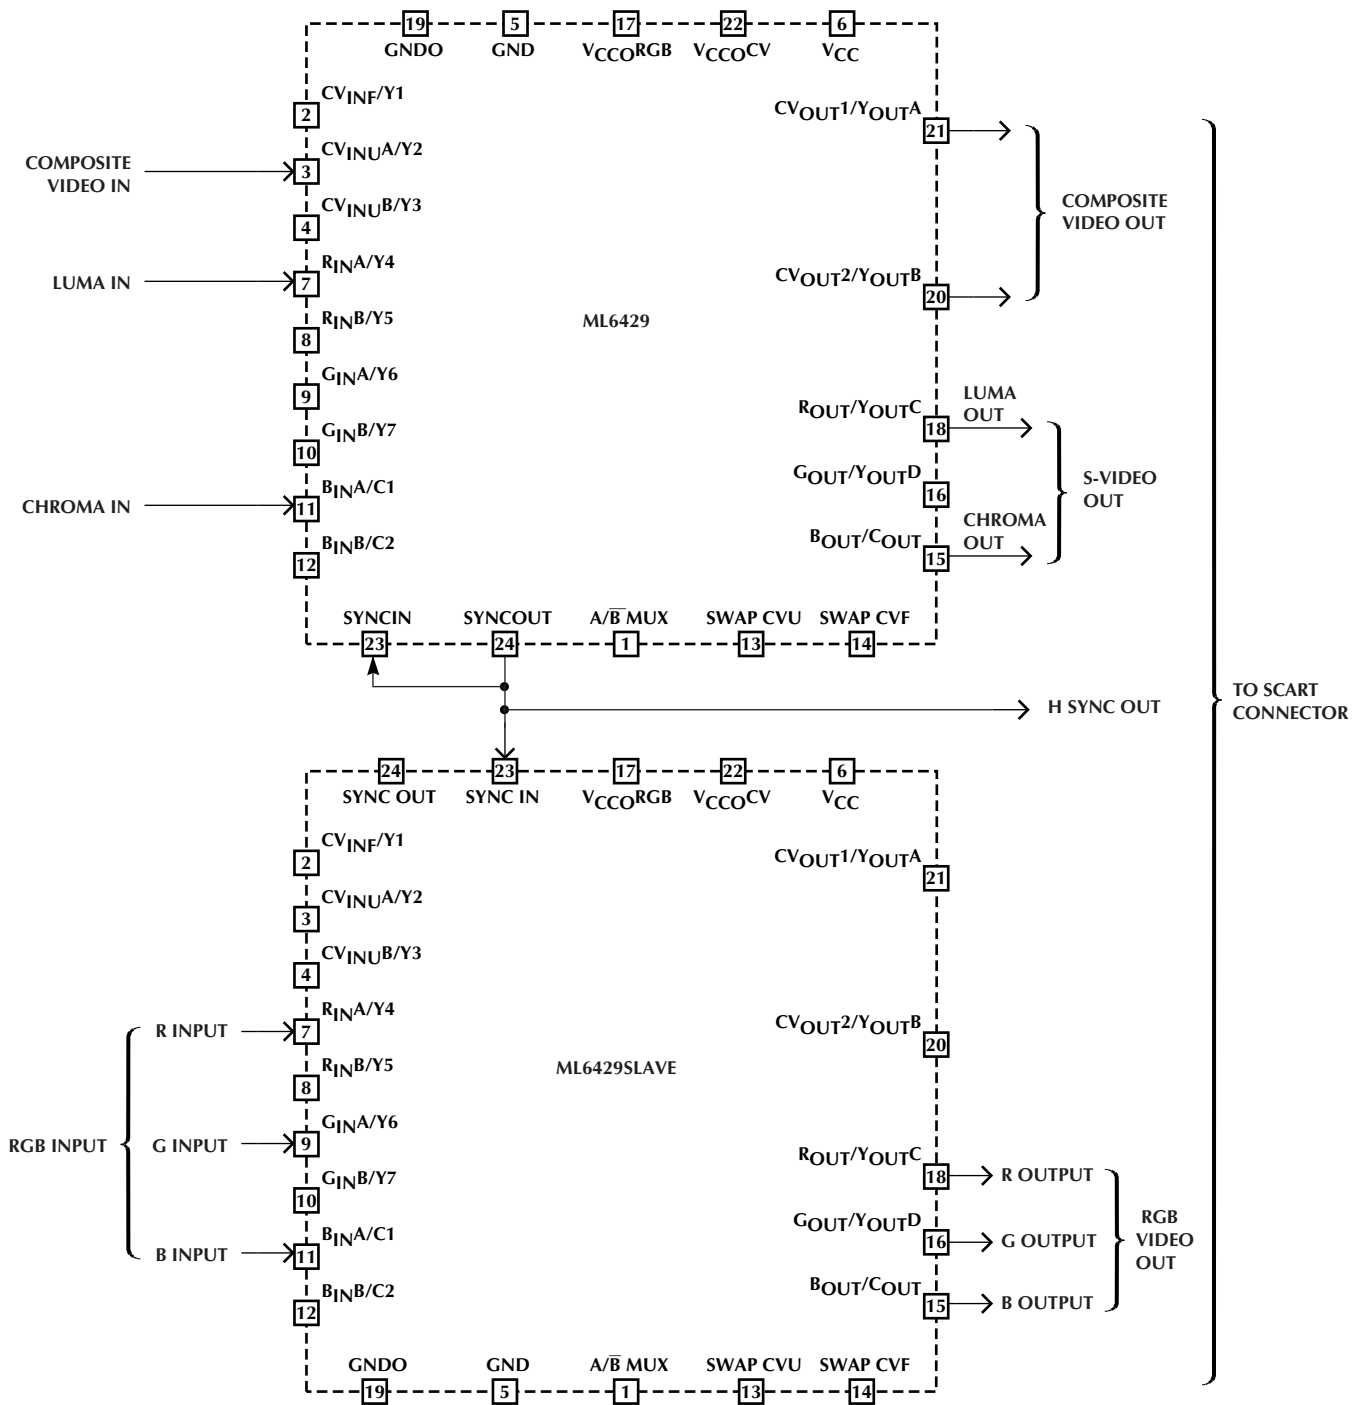 19 5 17 22 6
GNDO GND VCCORGB VCCOCV VCC
CVINF/Y1
2
CVOUT1/YOUTA
21
CVINUA/Y2
3
COMPOSITE
VIDEO IN
CVINUB/Y3
4
COMPOSITE
VIDEO OUT
RINA/Y4
7
LUMA IN
CVOUT2/YOUTB
20
RINB/Y5
8
ML6429
GINA/Y6
9
ROUT/YOUTC
18
LUMA
OUT
GINB/Y7
10
GOUT/YOUTD
16
S-VIDEO
OUT
BINA/C1
11
CHROMA IN
BOUT/COUT
15
CHROMA
OUT
BINB/C2
12
SYNCIN SYNCOUT A/B̅ MUX SWAP CVU SWAP CVF
23 24 1 13 14
H SYNC OUT
TO SCART
CONNECTOR
24 23 17 22 6
SYNC OUT SYNC IN VCCORGB VCCOCV VCC
CVINF/Y1
2
CVOUT1/YOUTA
21
CVINUA/Y2
3
CVINUB/Y3
4
RINA/Y4
7
R INPUT
CVOUT2/YOUTB
20
RINB/Y5
8
ML6429SLAVE
GINA/Y6
9
RGB INPUT
G INPUT
ROUT/YOUTC
18
R OUTPUT
GINB/Y7
10
GOUT/YOUTD
16
G OUTPUT
RGB
VIDEO
OUT
BINA/C1
11
B INPUT
BOUT/COUT
15
B OUTPUT
BINB/C2
12
GNDO GND A/B̅ MUX SWAP CVU SWAP CVF
19 5 1 13 14